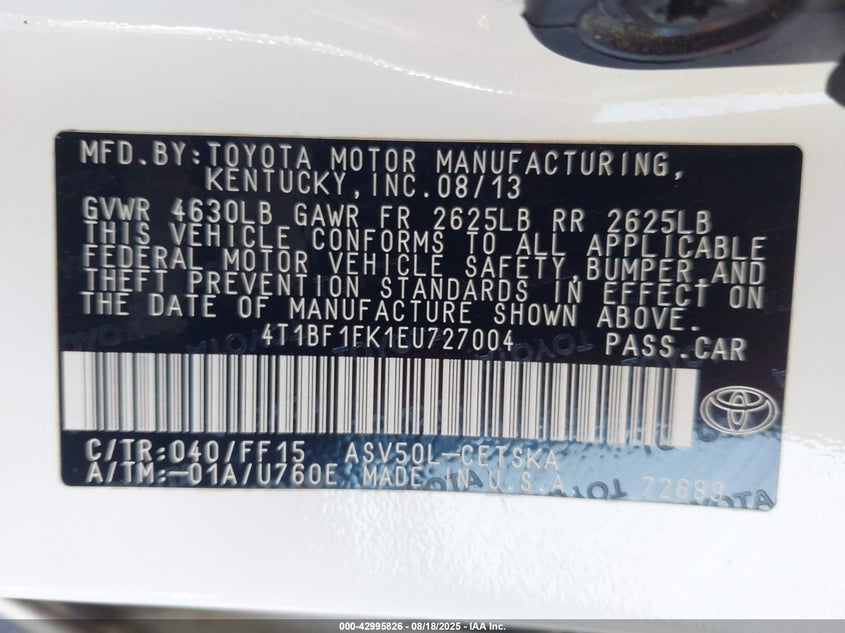 MFD.BY:TOYOTA MOTOR MANUFACTURING,
KENTUCKY,INC.08/13
GVWR 4630LB GAWR FR 2625LB RR 2625LB
THIS VEHICLE CONFORMS TO ALL APPLICABLE
FEDERAL MOTOR VEHICLE SAFETY,BUMPER,AND
THEFT PREVENTION STANDARDS IN EFFECT ON
THE DATE OF MANUFACTURE SHOWN ABOVE.
4T1BF1FK1EU727004 PASS.CAR
C/TR:040/FF15 ASV50L-CETSKA
A/TM:-01A/U760E MADE IN U.S.A. 72689
000-42995826 - 08/18/2025 - IAA Inc.